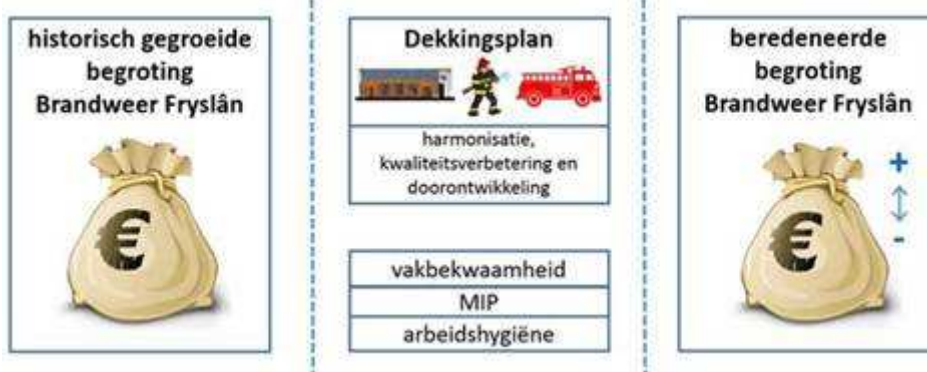 historisch gegroeide
begroting
Brandweer Fryslân
€
Dekkingsplan
harmonisatie,
kwaliteitsverbetering en
doorontwikkeling
vakbekwaamheid
MIP
arbeidshygiëne
beredeneerde
begroting
Brandweer Fryslân
€
+
-